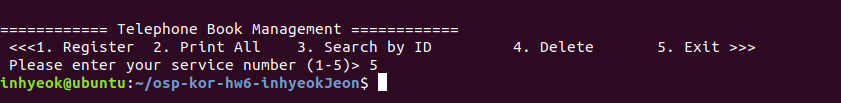 ============ Telephone Book Management ============
<<<1. Register  2. Print All    3. Search by ID         4. Delete       5. Exit >>>
Please enter your service number (1-5)> 5
inhyeok@ubuntu:~/osp-kor-hw6-inhyeokJeon$